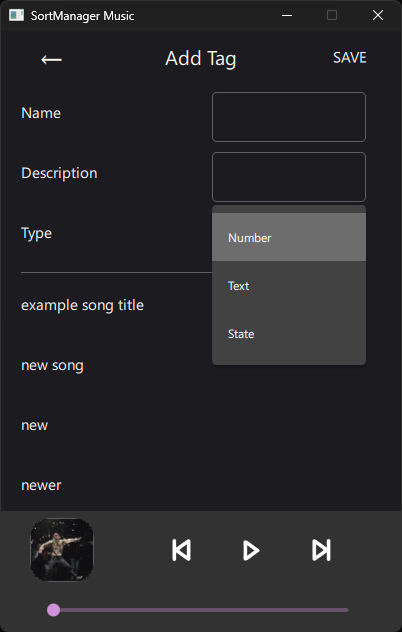 SortManager Music
Add Tag
SAVE
Name
Description
Type
Number
Text
State
example song title
new song
new
newer